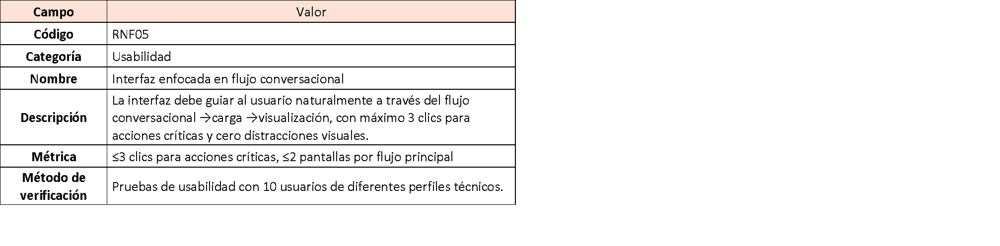 Campo Valor
Código RNF05
Categoría Usabilidad
Nombre Interfaz enfocada en flujo conversacional
Descripción La interfaz debe guiar al usuario naturalmente a través del flujo
conversacional →carga →visualización, con máximo 3 clics para
acciones críticas y cero distracciones visuales.
Métrica ≤3 clics para acciones críticas, ≤2 pantallas por flujo principal
Método de
verificación Pruebas de usabilidad con 10 usuarios de diferentes perfiles técnicos.